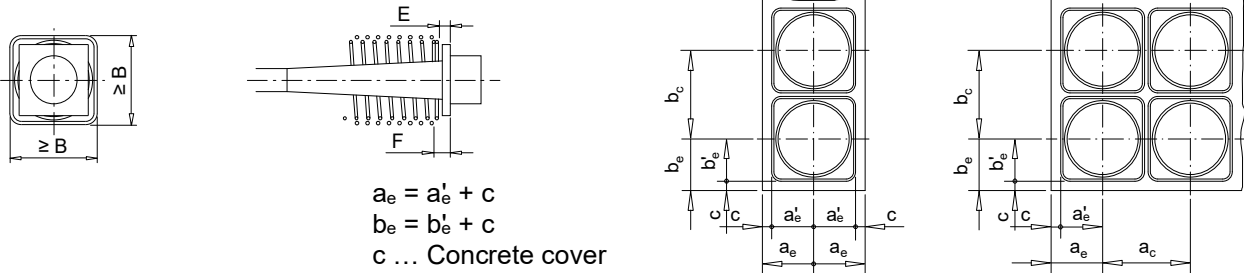 ≥ B
≥ B
E
F
aₑ = a'ₑ + c
bₑ = b'ₑ + c
c … Concrete cover
b꜀
bₑ
b'ₑ
c
c
a'ₑ
a'ₑ
c
aₑ
aₑ
b꜀
bₑ
b'ₑ
c
c
a'ₑ
aₑ
a꜀